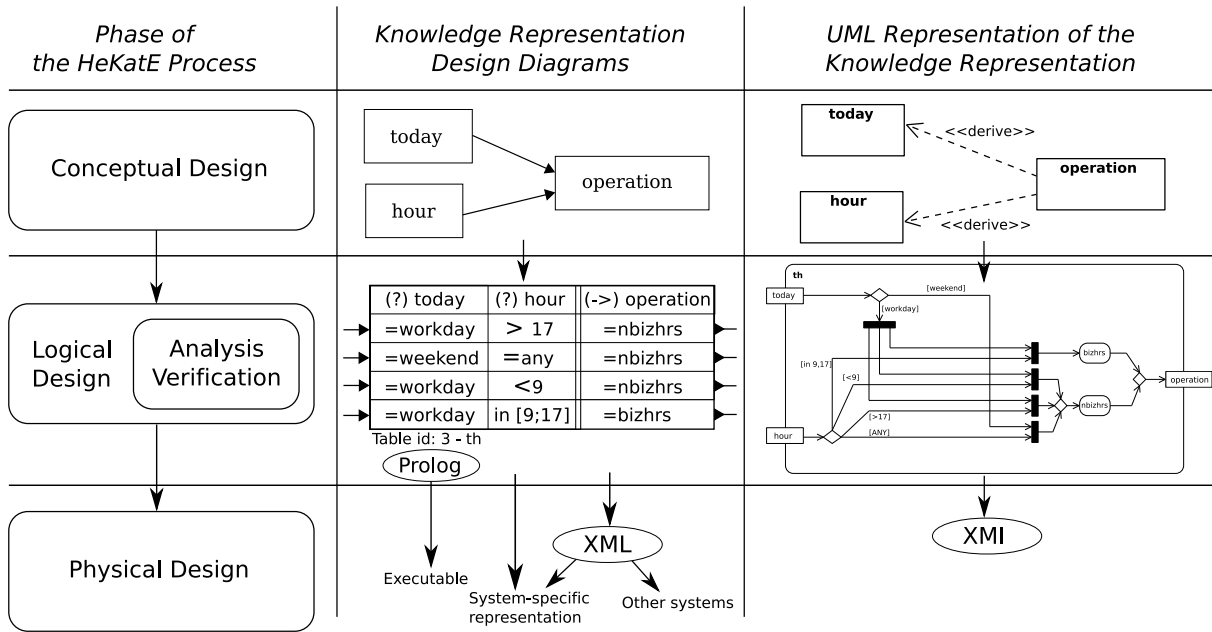 Phase of
the HeKatE Process
Knowledge Representation
Design Diagrams
UML Representation of the
Knowledge Representation
Conceptual Design
today
hour
operation
today
<<derive>>
operation
hour
<<derive>>
Logical
Design
Analysis
Verification
(?) today (?) hour (->) operation
=workday > 17 =nbizhrs
=weekend =any =nbizhrs
=workday <9 =nbizhrs
=workday in [9;17] =bizhrs
Table id: 3 - th
th
today
[weekend]
[workday]
[in 9,17]
bizhrs
[<9]
operation
nbizhrs
[>17]
hour
[ANY]
Physical Design
Prolog
Executable
XML
System-specific
representation
Other systems
XMI